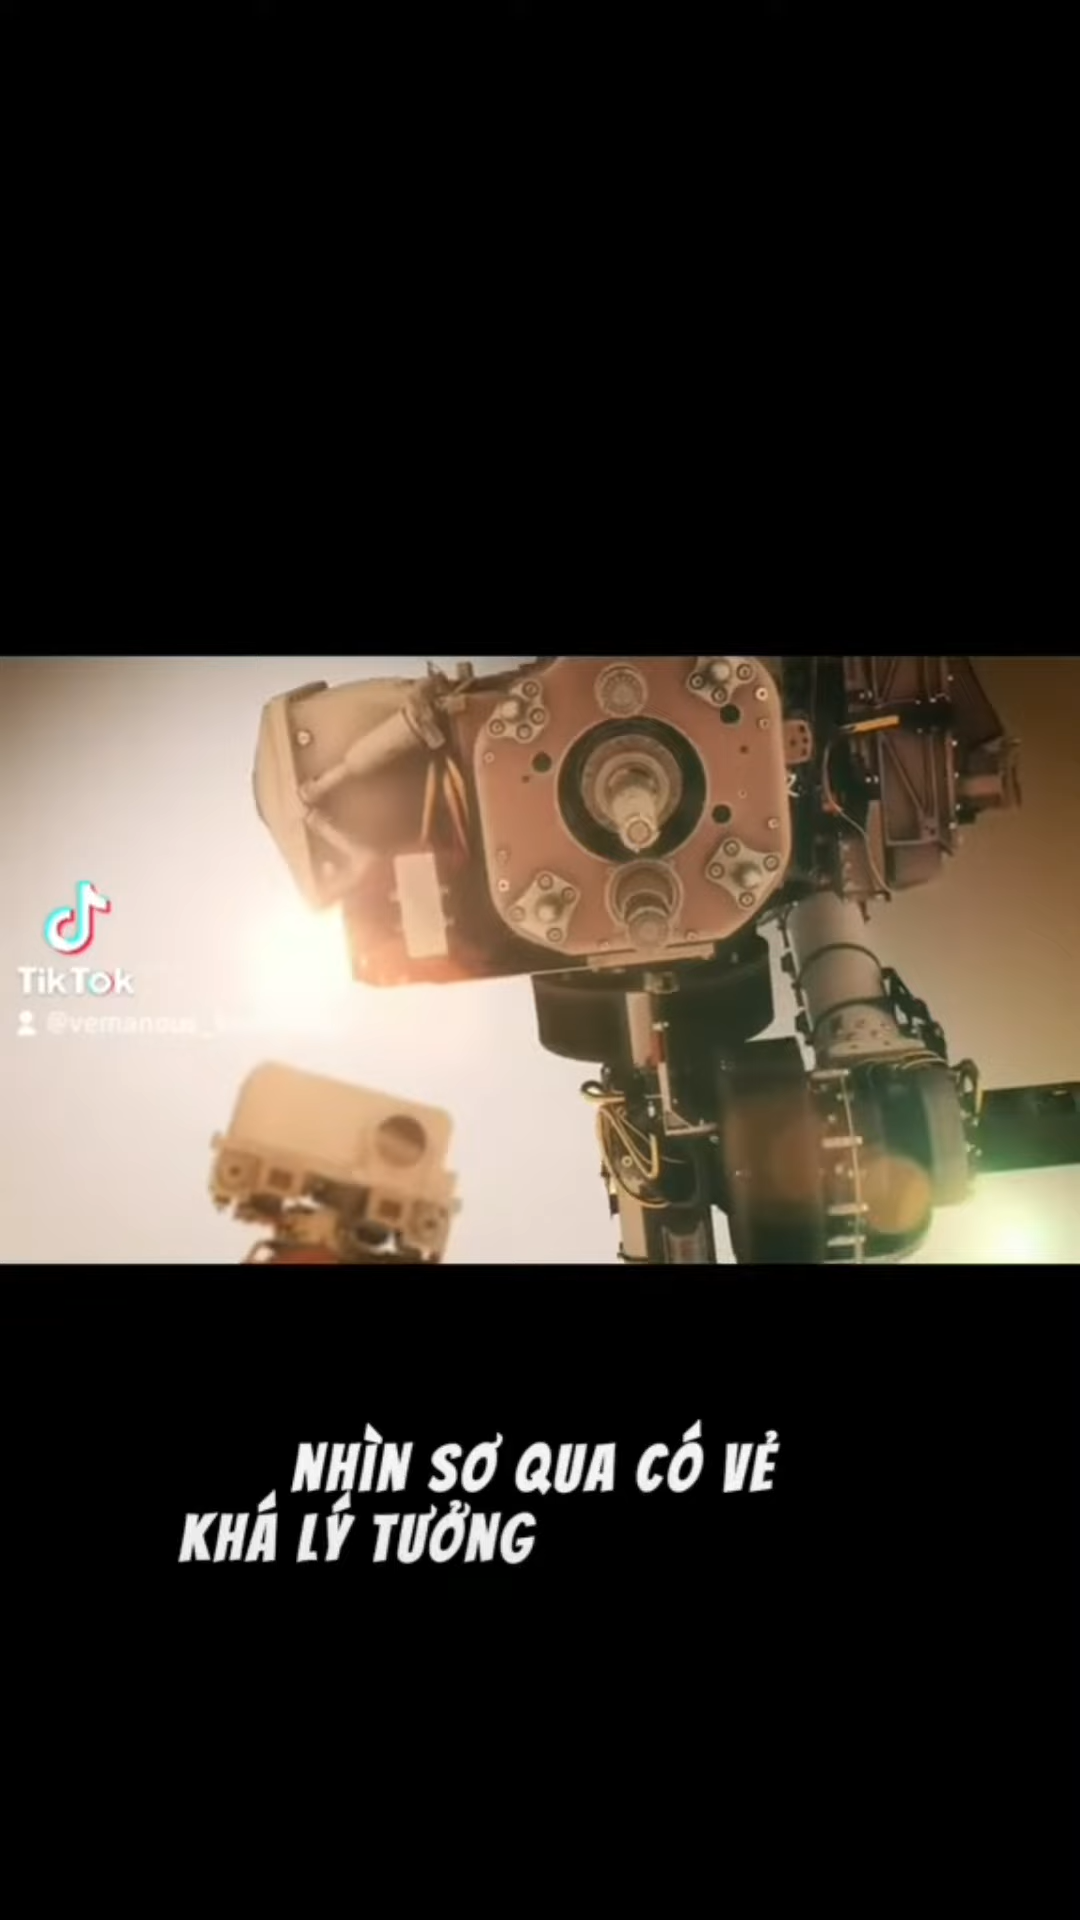 TikTok
NHÌN SƠ QUA CÓ VẺ
KHÁ LÝ TƯỞNG